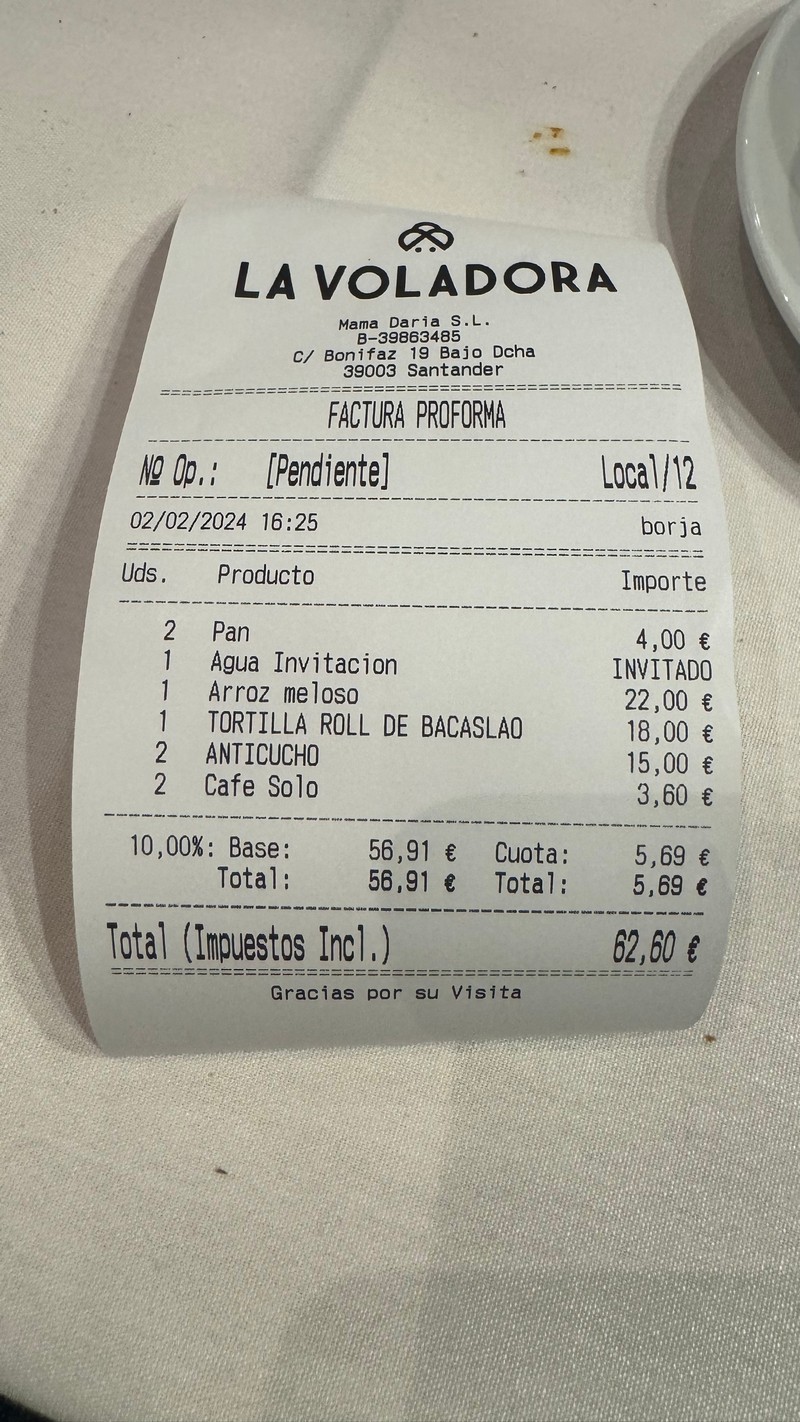 LA VOLADORA
Mama Daria S.L.
B-39863485
C/ Bonifaz 19 Bajo Dcha
39003 Santander
FACTURA PROFORMA
Nº Op.: [Pendiente] Local/12
02/02/2024 16:25 borja
Uds. Producto Importe
2 Pan 4,00 €
1 Agua Invitacion INVITADO
1 Arroz meloso 22,00 €
1 TORTILLA ROLL DE BACASLAO 18,00 €
2 ANTICUCHO 15,00 €
2 Cafe Solo 3,60 €
10,00%: Base: 56,91 € Cuota: 5,69 €
Total: 56,91 € Total: 5,69 €
Total (Impuestos Incl.) 62,60 €
Gracias por su Visita